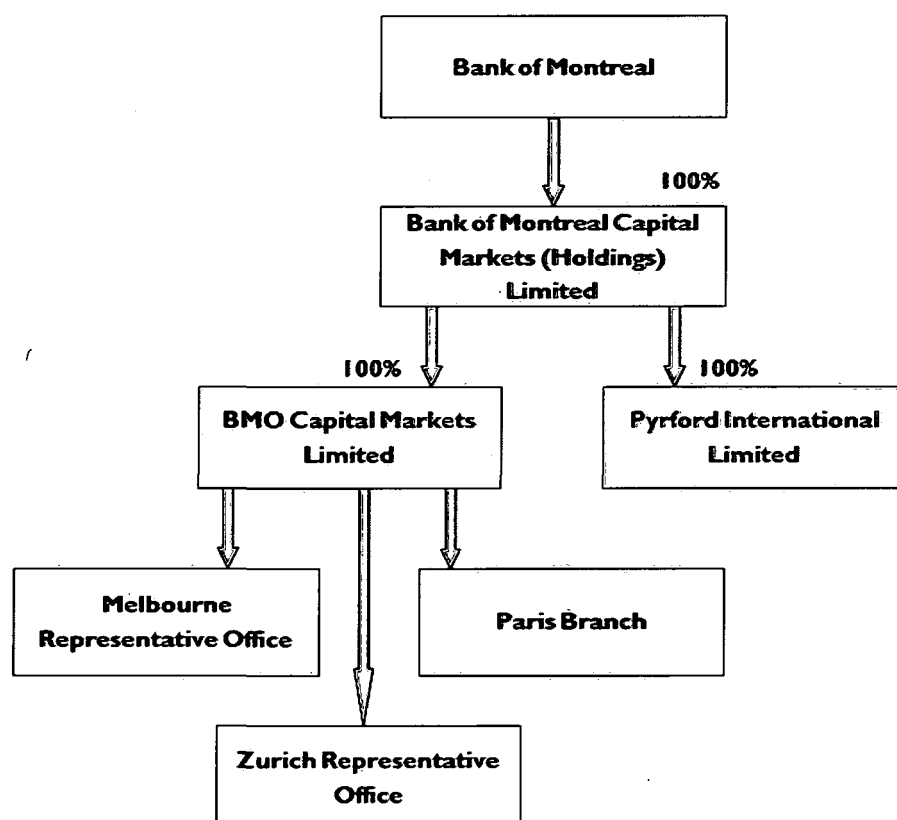 Bank of Montreal
100%
Bank of Montreal Capital
Markets (Holdings)
Limited
100%
100%
BMO Capital Markets
Limited
Pyrford International
Limited
Melbourne
Representative Office
Paris Branch
Zurich Representative
Office